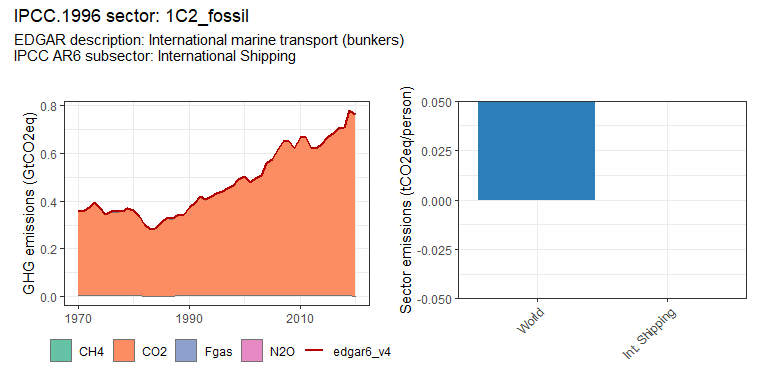 IPCC.1996 sector: 1C2_fossil
EDGAR description: International marine transport (bunkers)
IPCC AR6 subsector: International Shipping
GHG emissions (GtCO2eq)
0.8
0.6
0.4
0.2
0.0
1970
1990
2010
CH4
CO2
Fgas
N2O
edgar6_v4
Sector emissions (tCO2eq/person)
0.050
0.025
0.000
-0.025
-0.050
World
Int. Shipping